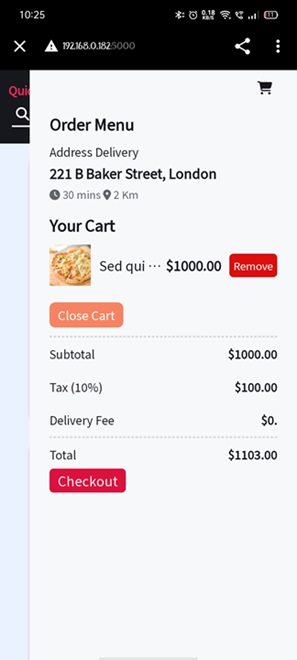 10:25
0.18
KB/S
11
192.168.0.182:5000
Quic
Order Menu
Address Delivery
221 B Baker Street, London
30 mins 2 Km
Your Cart
Sed qui ··· $1000.00 Remove
Close Cart
Subtotal $1000.00
Tax (10%) $100.00
Delivery Fee $0.
Total $1103.00
Checkout